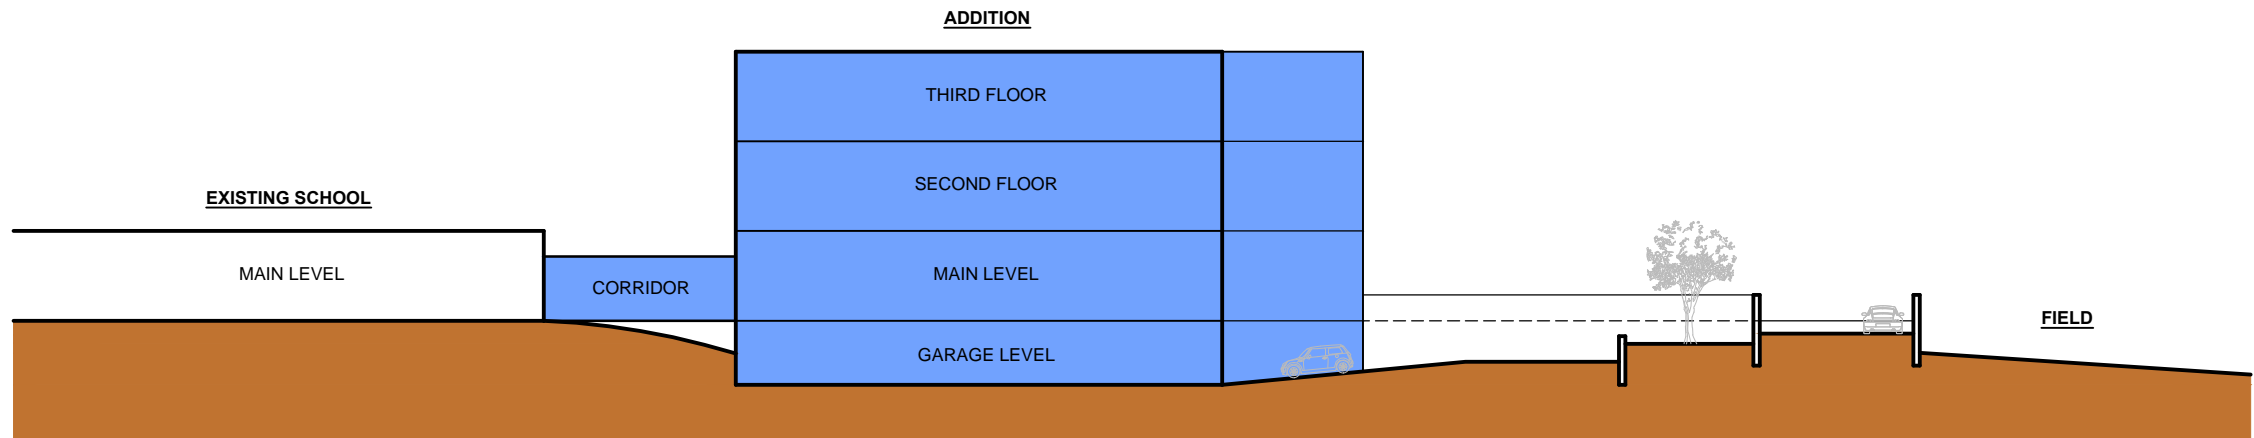 ADDITION
THIRD FLOOR
SECOND FLOOR
EXISTING SCHOOL
MAIN LEVEL
CORRIDOR
MAIN LEVEL
GARAGE LEVEL
FIELD